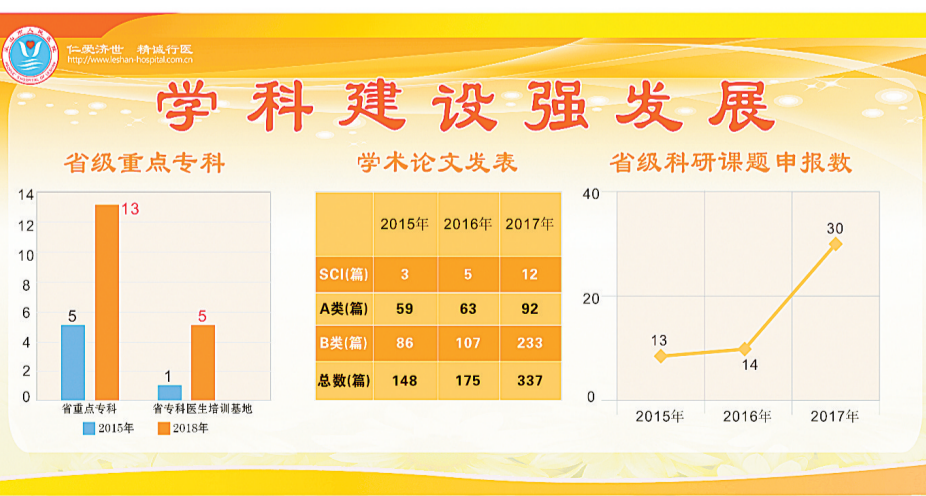 仁爱济世 精诚行医
http://www.leshan-hospital.com.cn
学科建设强发展
省级重点专科
14
12
10
8
6
4
2
0
5
13
1
5
省重点专科 省专科医生培训基地
2015年 2018年
学术论文发表
2015年 2016年 2017年
SCI(篇) 3 5 12
A类(篇) 59 63 92
B类(篇) 86 107 233
总数(篇) 148 175 337
省级科研课题申报数
40
20
0
13
14
30
2015年 2016年 2017年